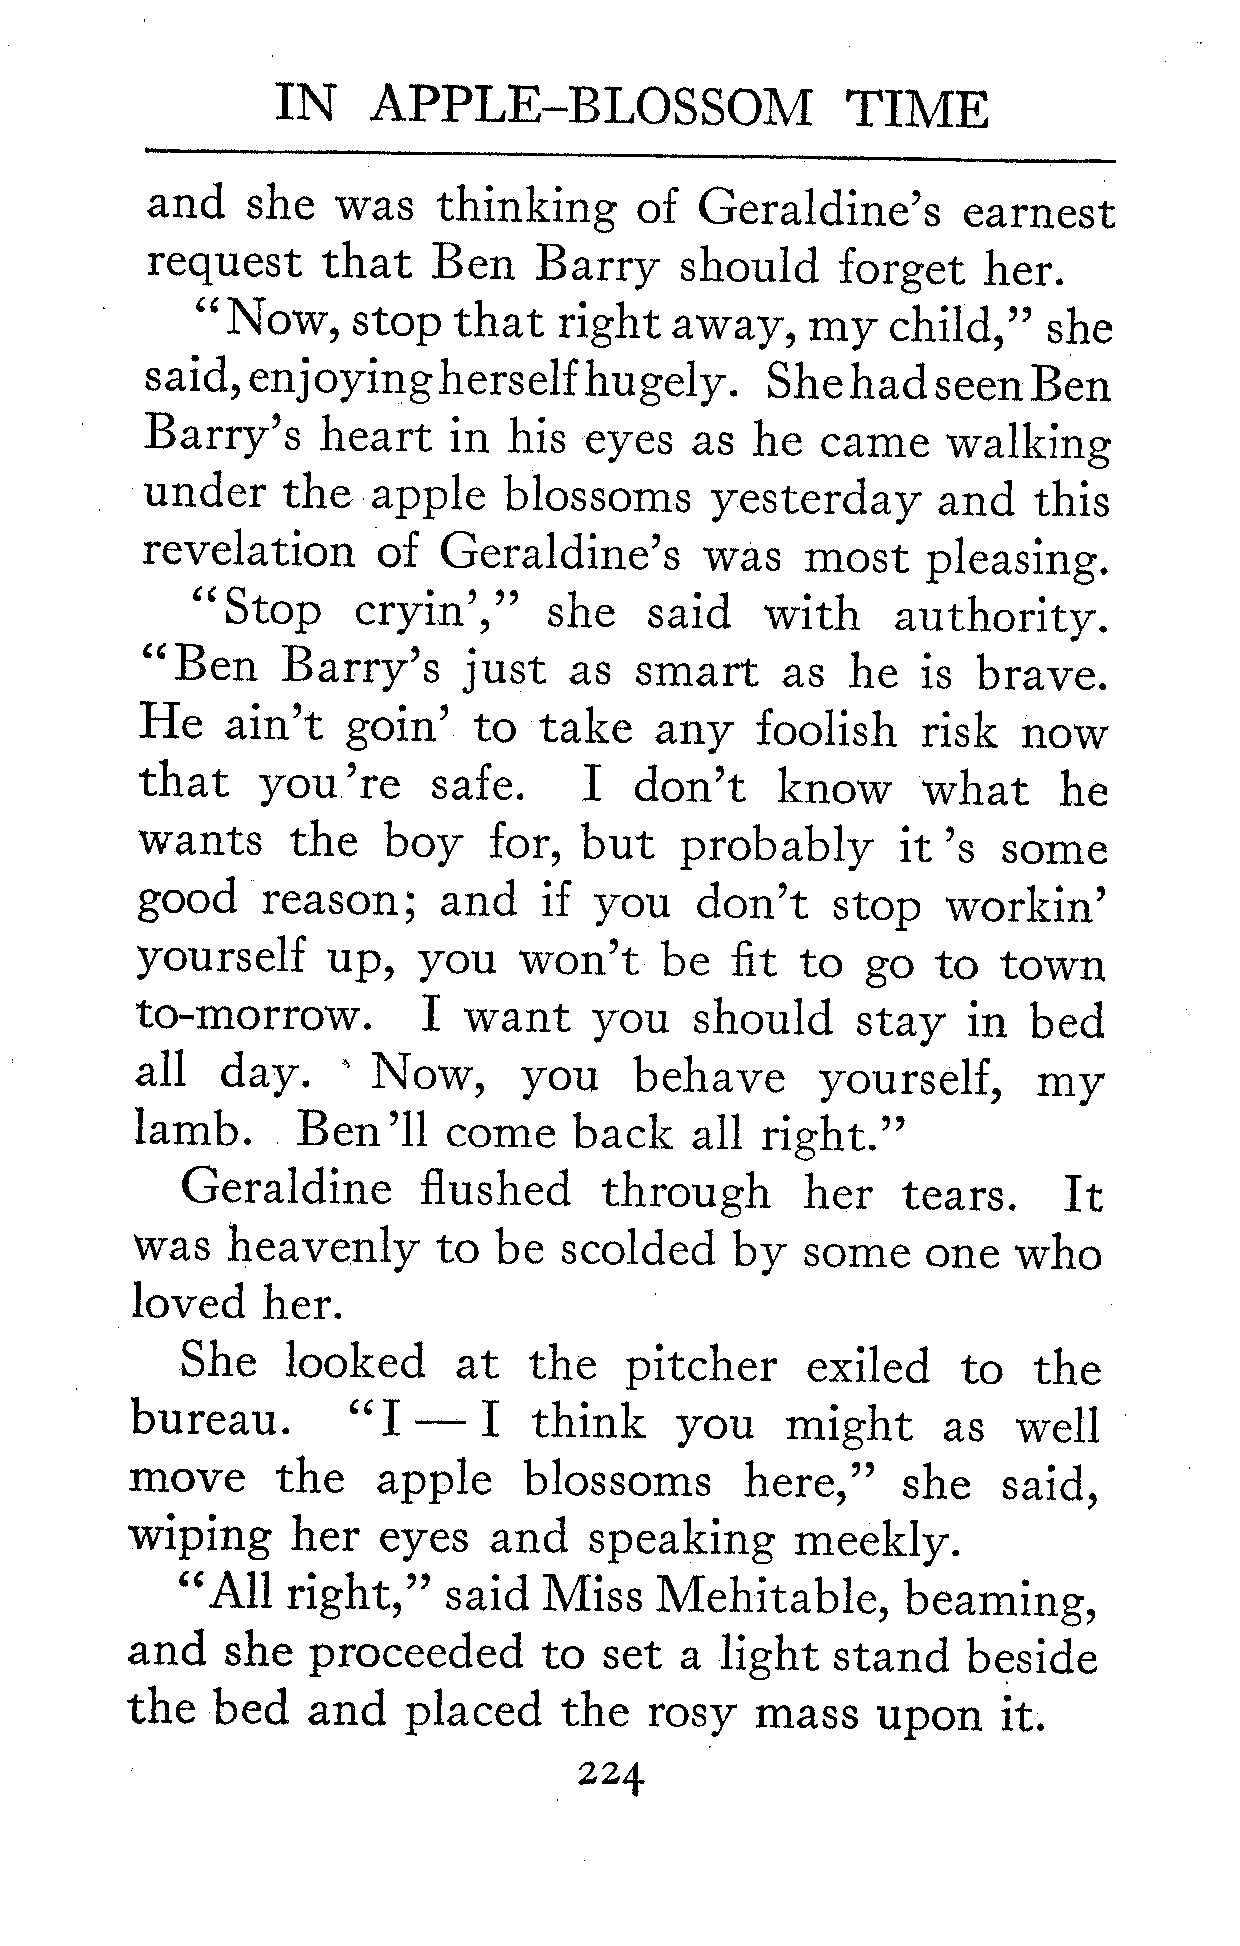 IN APPLE-BLOSSOM TIME
and she was thinking of Geraldine's earnest
request that Ben Barry should forget her.
"Now, stop that right away, my child," she
said, enjoying herself hugely. She had seen Ben
Barry's heart in his eyes as he came walking
under the apple blossoms yesterday and this
revelation of Geraldine's was most pleasing.
"Stop cryin'," she said with authority.
"Ben Barry's just as smart as he is brave.
He ain't goin' to take any foolish risk now
that you 're safe. I don't know what he
wants the boy for, but probably it 's some
good reason; and if you don't stop workin'
yourself up, you won't be fit to go to town
to-morrow. I want you should stay in bed
all day. Now, you behave yourself, my
lamb. Ben 'll come back all right."
Geraldine flushed through her tears. It
was heavenly to be scolded by some one who
loved her.
She looked at the pitcher exiled to the
bureau. "I — I think you might as well
move the apple blossoms here," she said,
wiping her eyes and speaking meekly.
"All right," said Miss Mehitable, beaming,
and she proceeded to set a light stand beside
the bed and placed the rosy mass upon it.
224